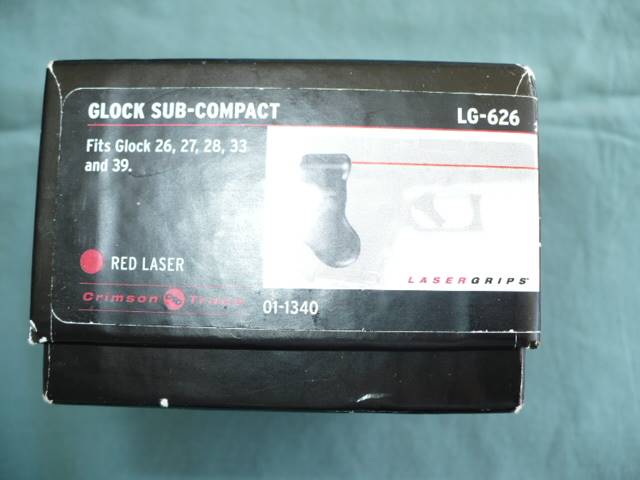 GLOCK SUB-COMPACT
LG-626
Fits Glock 26, 27, 28, 33
and 39.
RED LASER
LASERGRIPS
Crimson Trace
01-1340